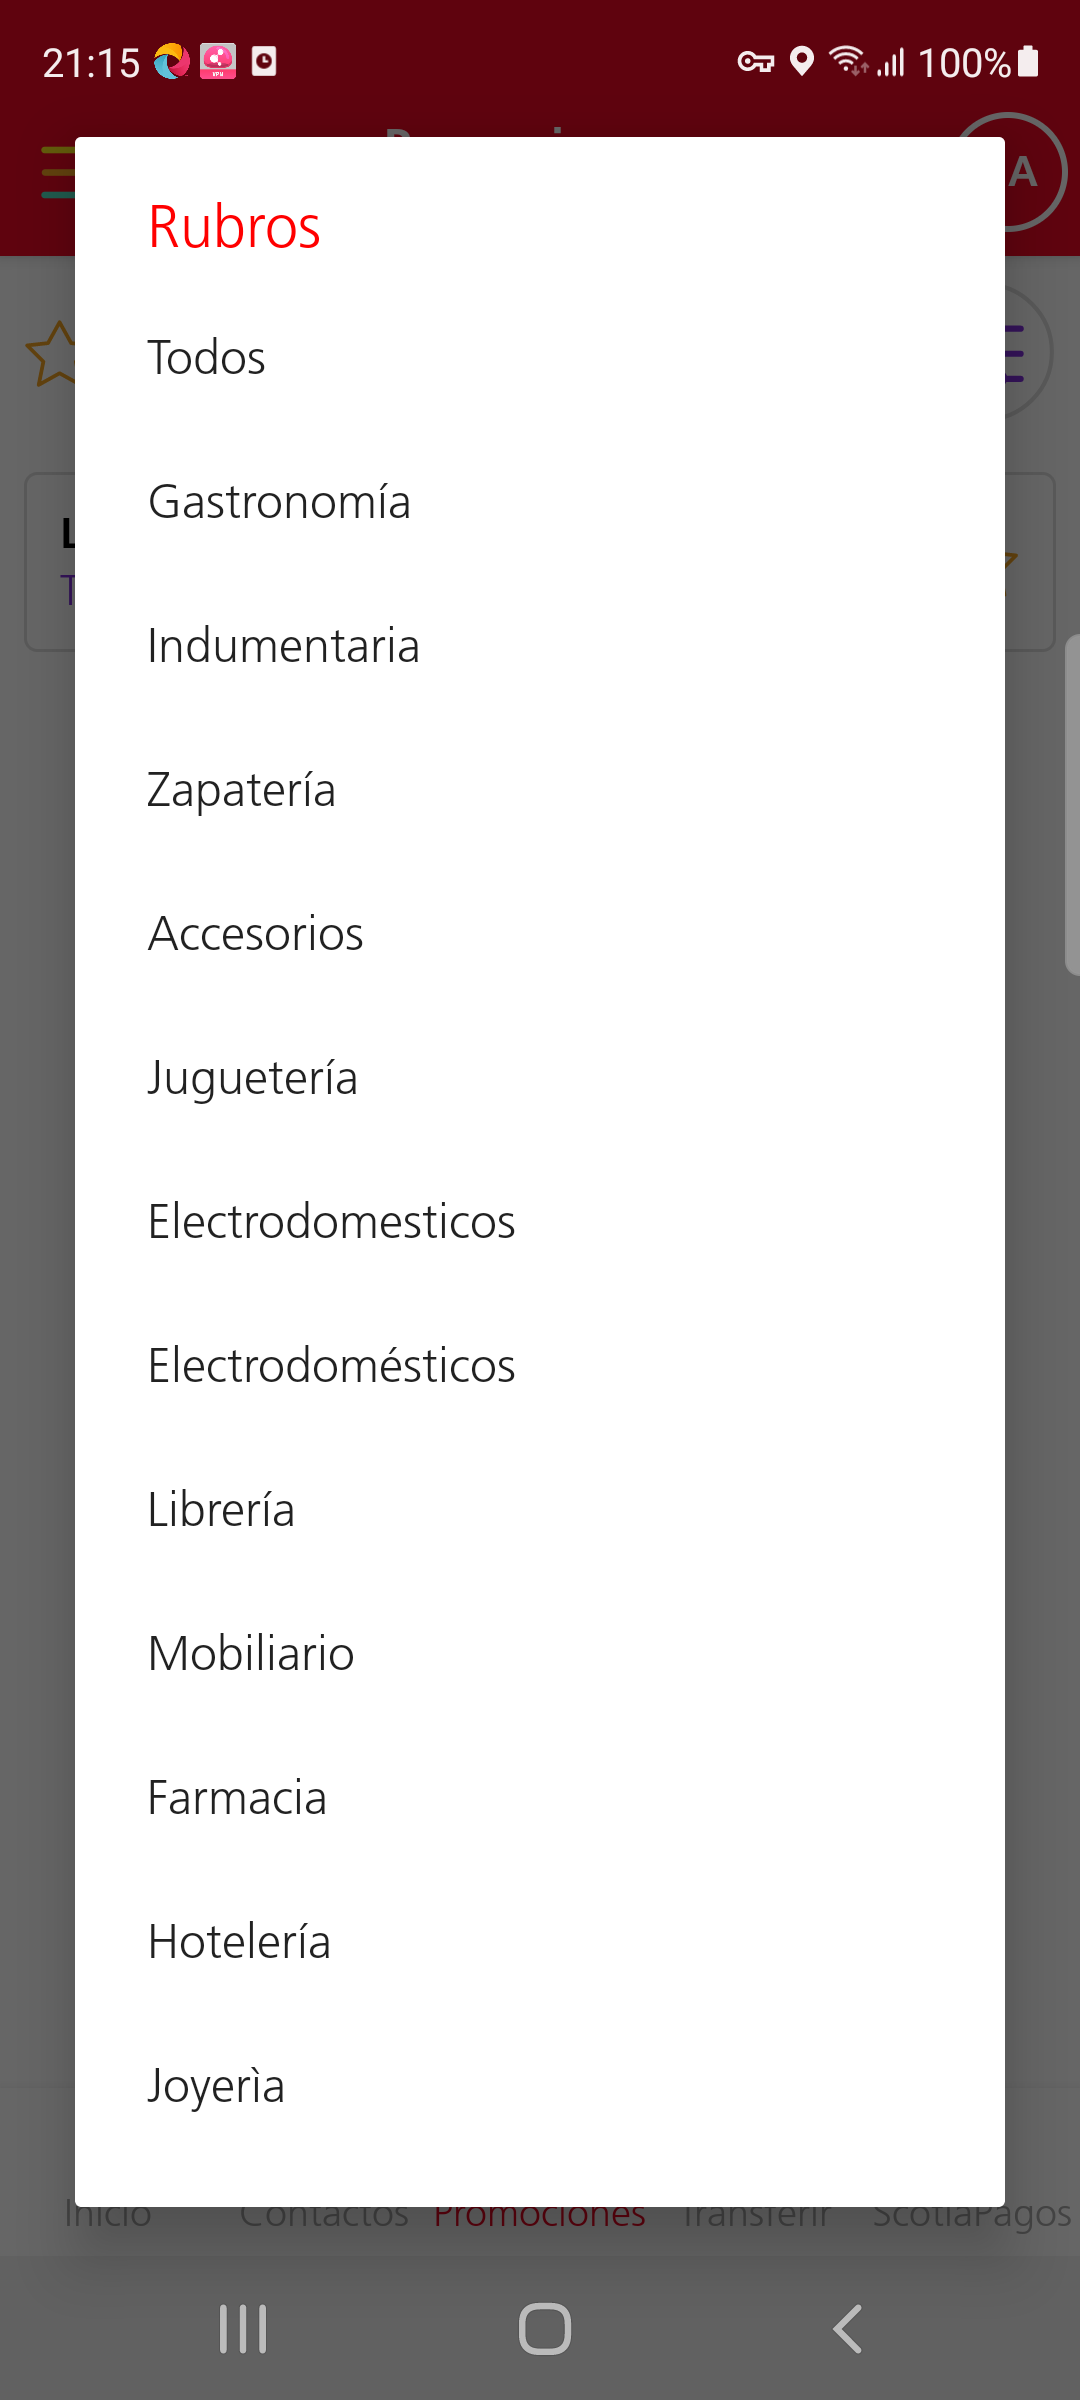 21:15
100%
A
Rubros
Todos
Gastronomía
Indumentaria
Zapatería
Accesorios
Juguetería
Electrodomesticos
Electrodomésticos
Librería
Mobiliario
Farmacia
Hotelería
Joyerìa
Inicio Contactos Promociones Transferir ScotiaPagos